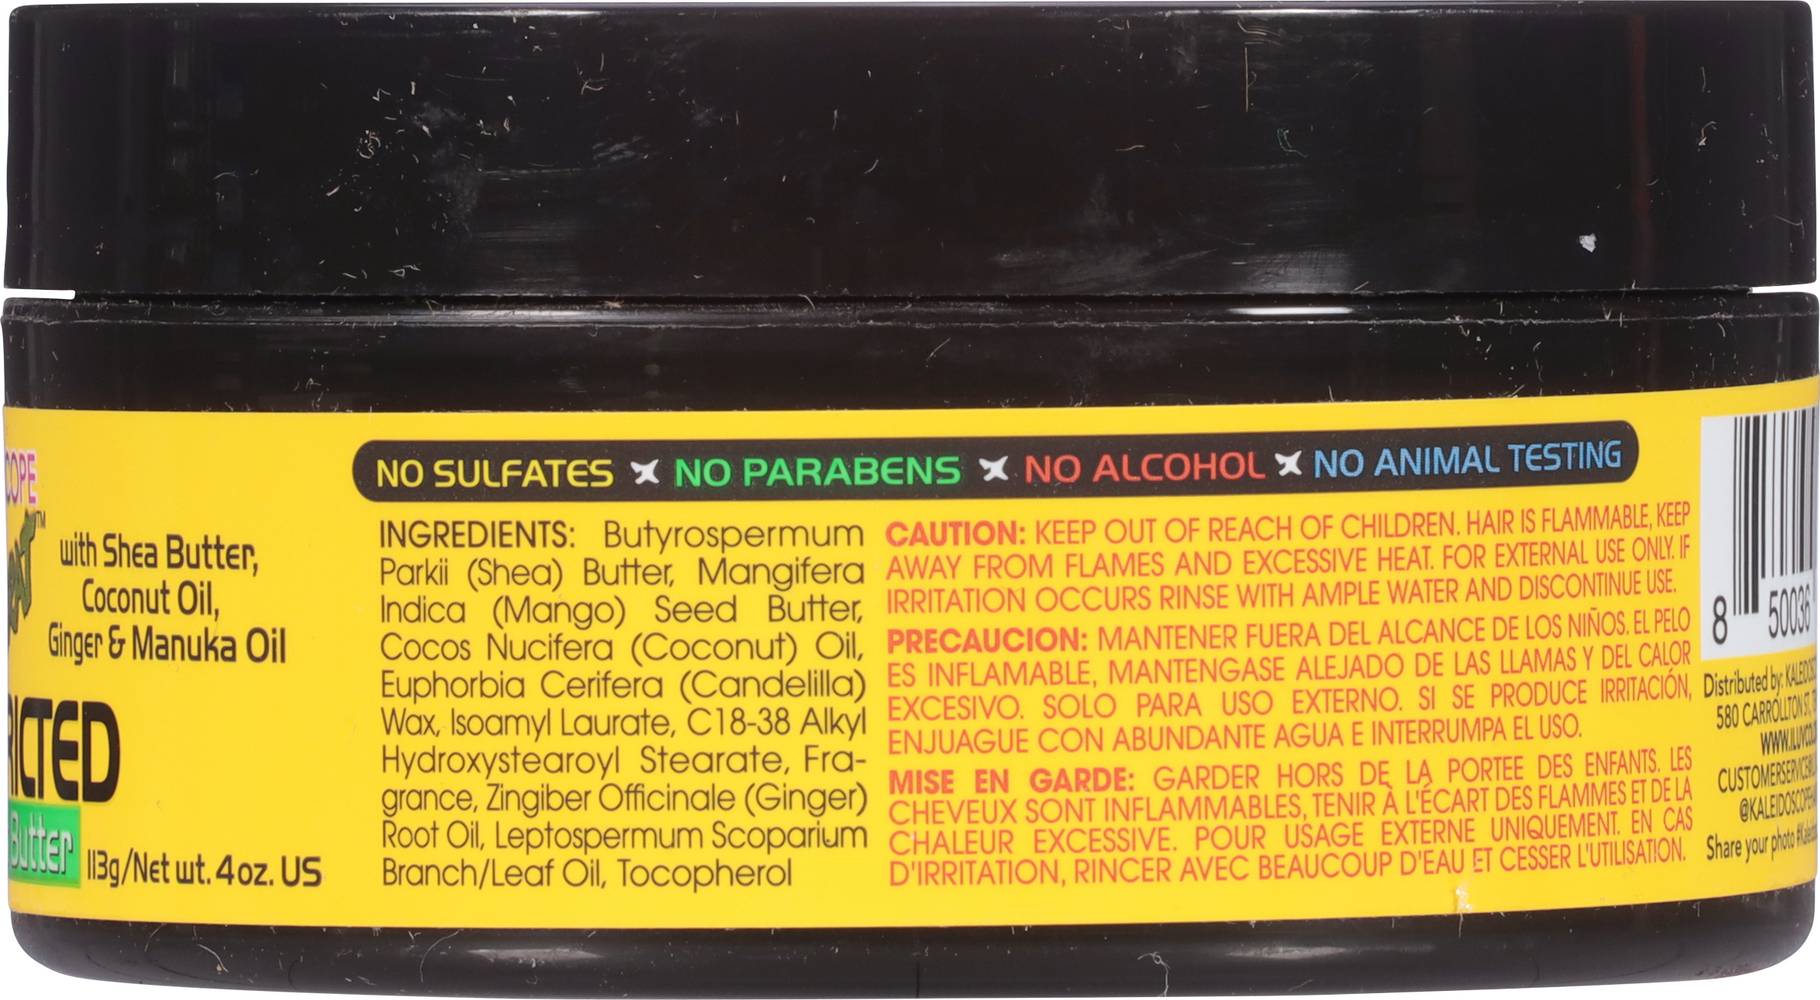 with Shea Butter,
Coconut Oil,
Ginger & Manuka Oil
Butter
113g/Net wt. 4oz. US
NO SULFATES NO PARABENS NO ALCOHOL NO ANIMAL TESTING
INGREDIENTS: Butyrospermum
Parkii (Shea) Butter, Mangifera
Indica (Mango) Seed Butter,
Cocos Nucifera (Coconut) Oil,
Euphorbia Cerifera (Candelilla)
Wax, Isoamyl Laurate, C18-38 Alkyl
Hydroxystearoyl Stearate, Fra-
grance, Zingiber Officinale (Ginger)
Root Oil, Leptospermum Scoparium
Branch/Leaf Oil, Tocopherol
CAUTION: KEEP OUT OF REACH OF CHILDREN. HAIR IS FLAMMABLE, KEEP
AWAY FROM FLAMES AND EXCESSIVE HEAT. FOR EXTERNAL USE ONLY. IF
IRRITATION OCCURS RINSE WITH AMPLE WATER AND DISCONTINUE USE.
PRECAUCION: MANTENER FUERA DEL ALCANCE DE LOS NIÑOS. EL PELO
ES INFLAMABLE, MANTENGASE ALEJADO DE LAS LLAMAS Y DEL CALOR
EXCESIVO. SOLO PARA USO EXTERNO. SI SE PRODUCE IRRITACIÓN,
ENJUAGUE CON ABUNDANTE AGUA E INTERRUMPA EL USO.
MISE EN GARDE: GARDER HORS DE LA PORTEE DES ENFANTS. LES
CHEVEUX SONT INFLAMMABLES, TENIR À L'ÉCART DES FLAMMES ET DE LA
CHALEUR EXCESSIVE. POUR USAGE EXTERNE UNIQUEMENT. EN CAS
D'IRRITATION, RINCER AVEC BEAUCOUP D'EAU ET CESSER L'UTILISATION.
8 50036
Distributed by:
580 CARROLLTON
Share your photo